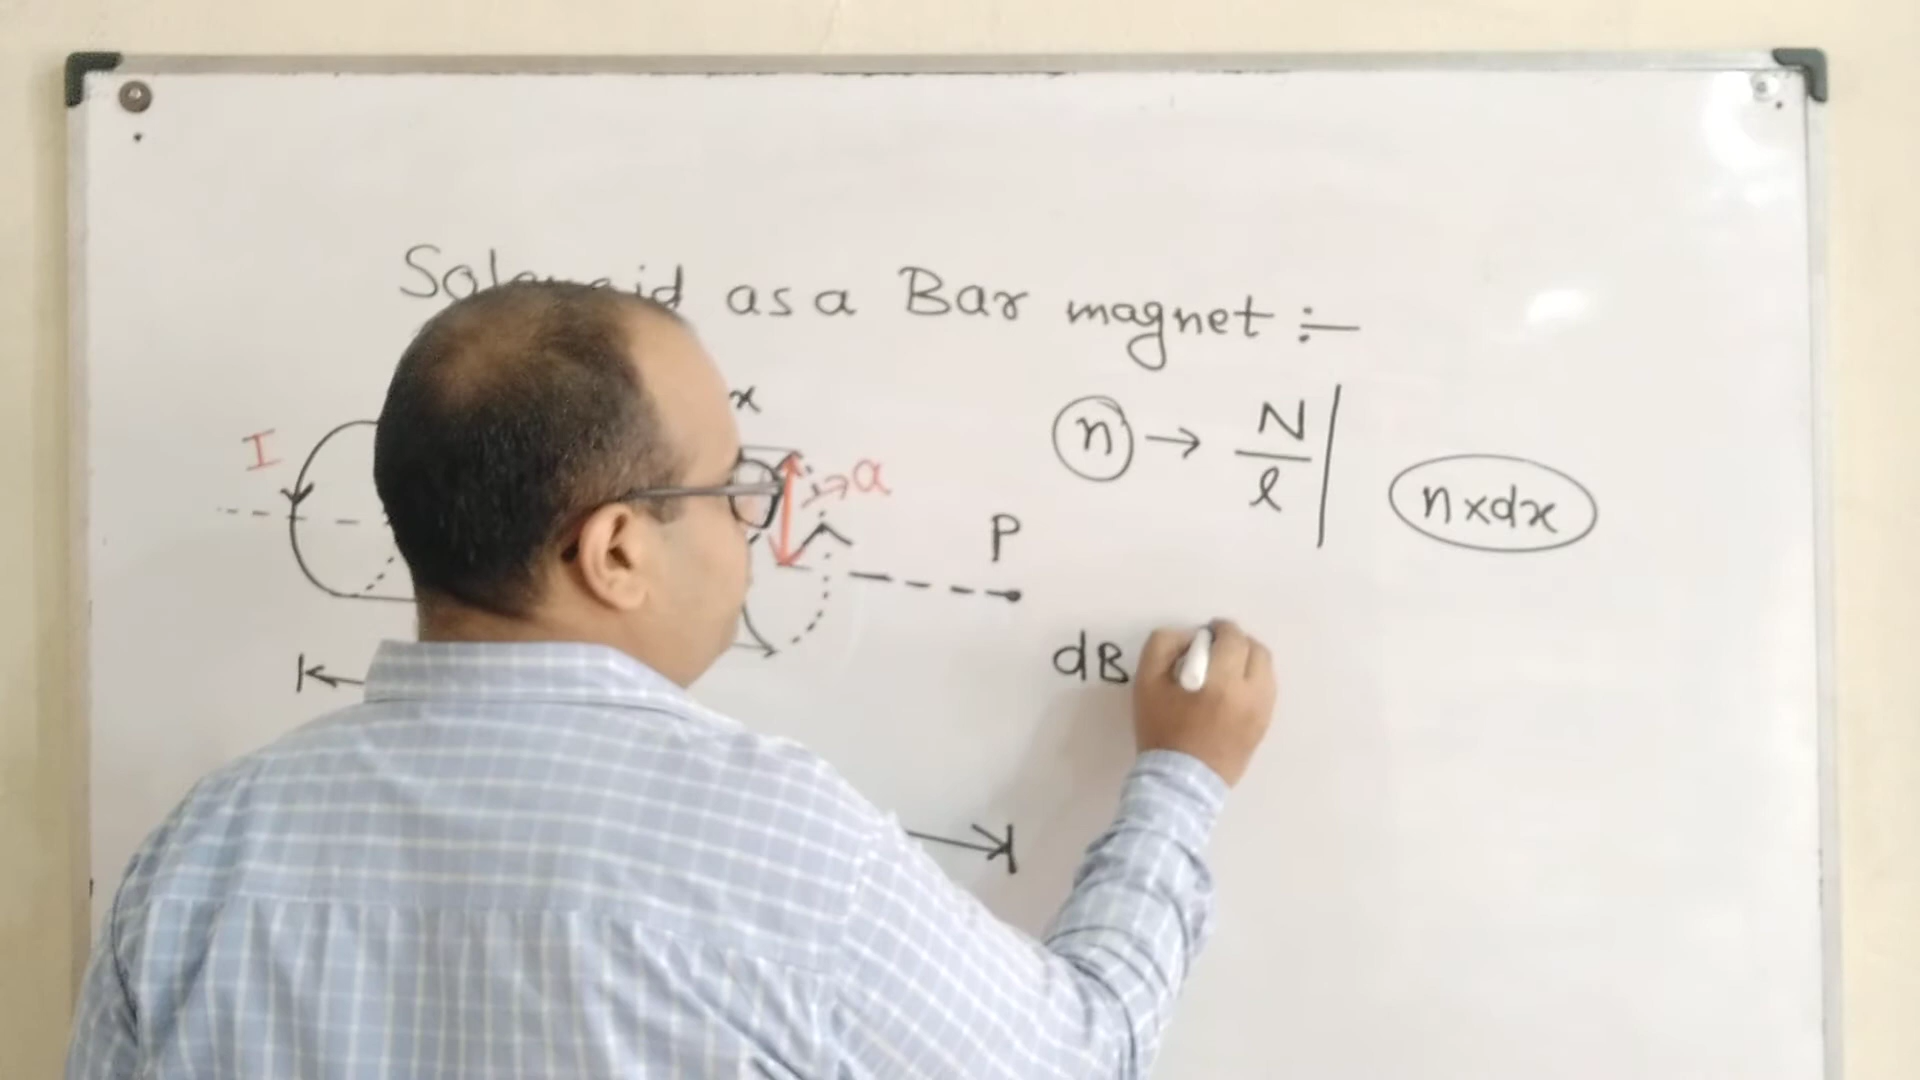 Solenoid as a Bar magnet :-
I
x
a
P
n → N/l
n x dx
dB